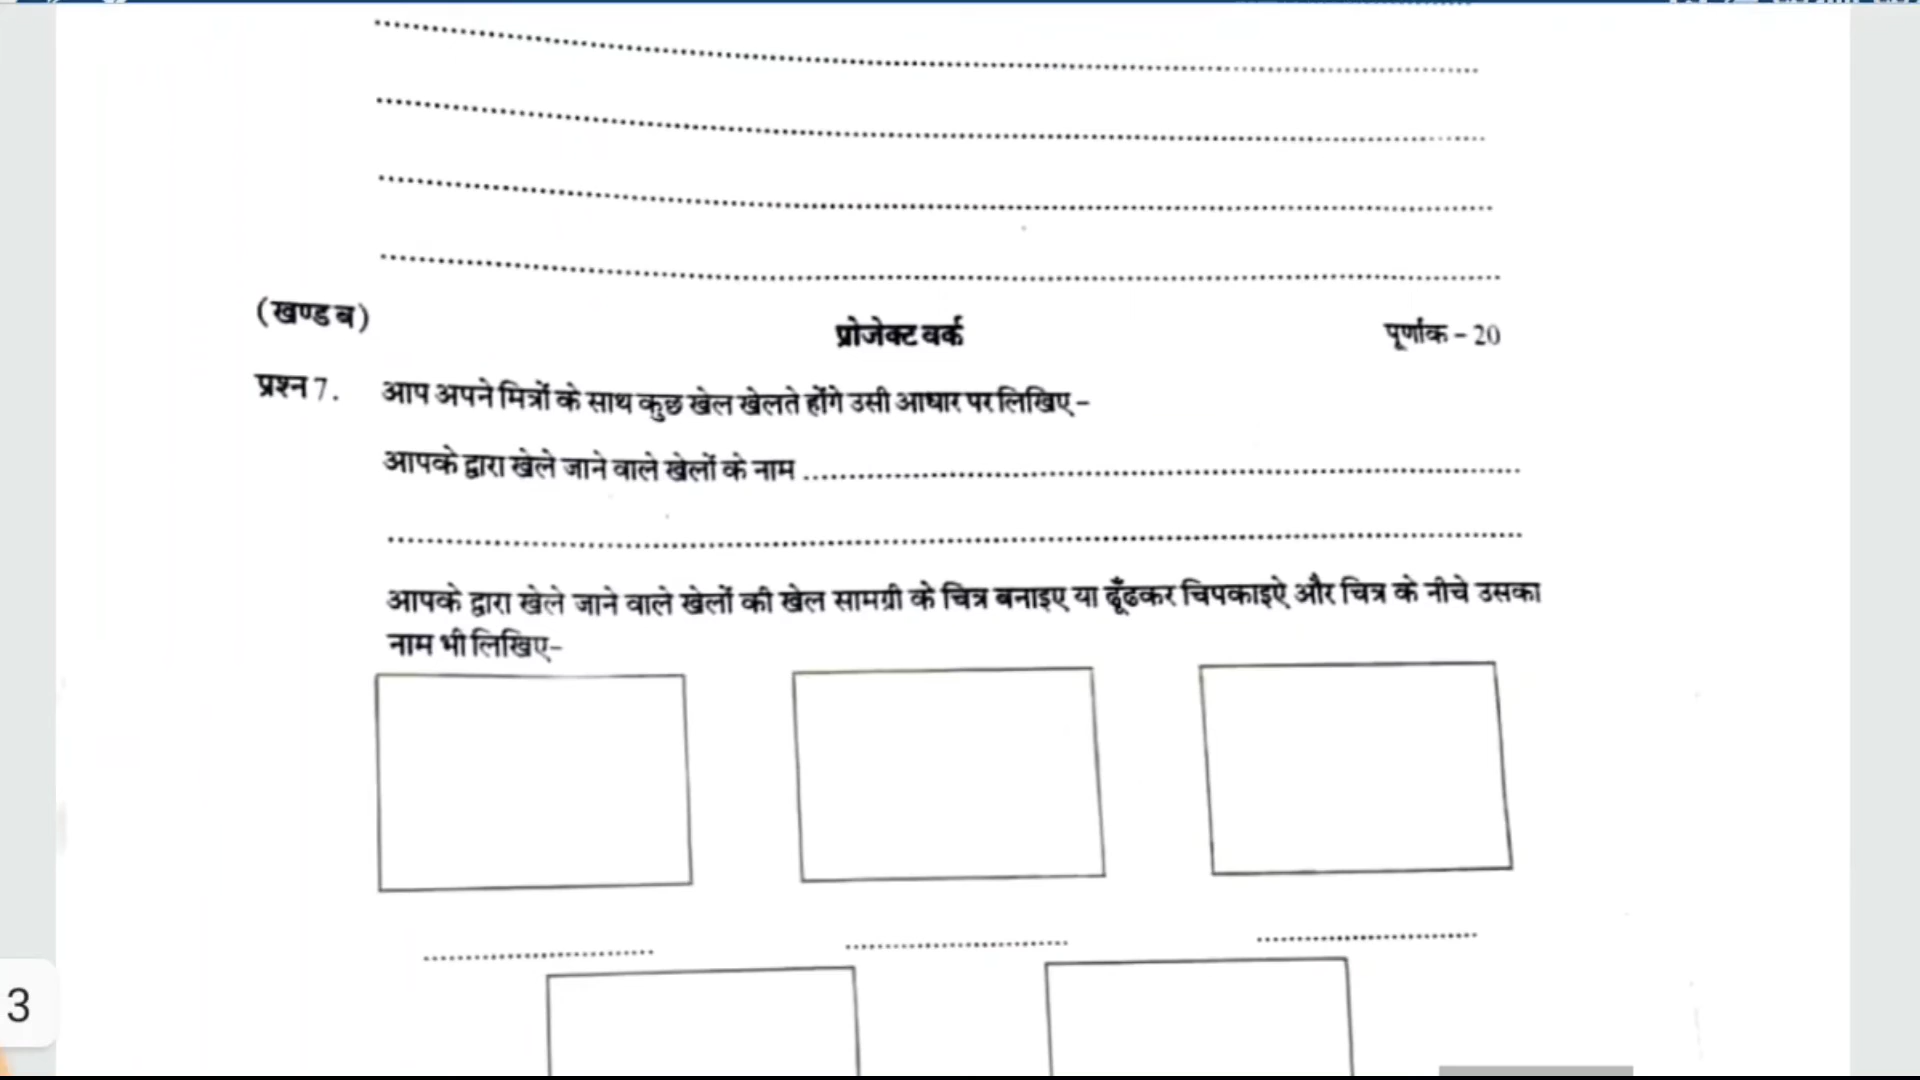 (खण्ड ब)
प्रोजेक्ट वर्क
पूर्णांक - 20
प्रश्न 7. आप अपने मित्रों के साथ कुछ खेल खेलते होंगे उसी आधार पर लिखिए -
आपके द्वारा खेले जाने वाले खेलों के नाम ........................................
आपके द्वारा खेले जाने वाले खेलों की खेल सामग्री के चित्र बनाइए या ढूँढकर चिपकाइऐ और चित्र के नीचे उसका
नाम भी लिखिए-
3